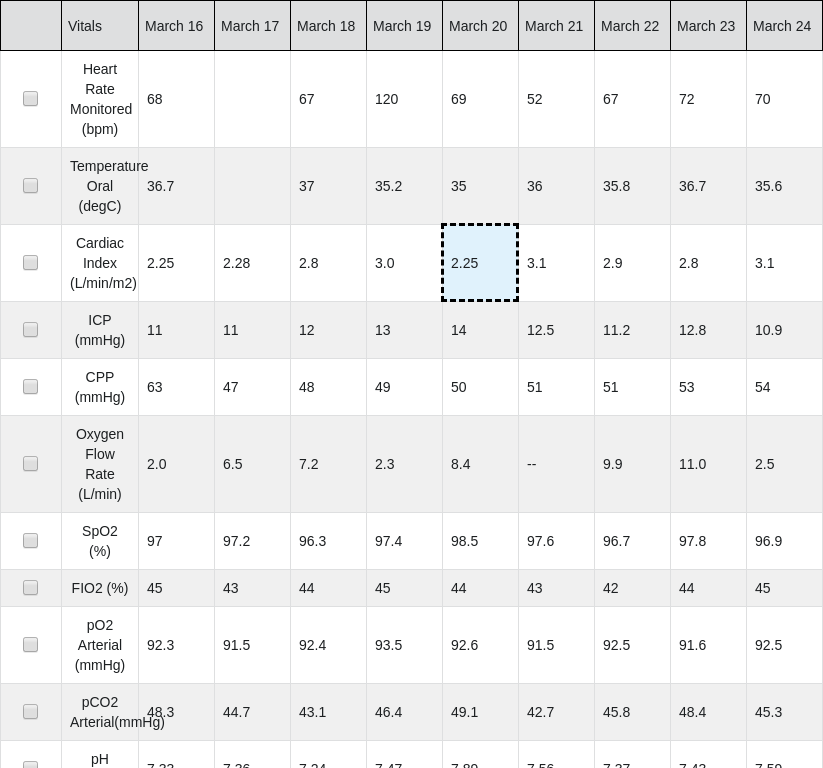 Vitals March 16 March 17 March 18 March 19 March 20 March 21 March 22 March 23 March 24
Heart
Rate
Monitored
(bpm)
68 67 120 69 52 67 72 70
Temperature
Oral
(degC)
36.7 37 35.2 35 36 35.8 36.7 35.6
Cardiac
Index
(L/min/m2)
2.25 2.28 2.8 3.0 2.25 3.1 2.9 2.8 3.1
ICP
(mmHg)
11 11 12 13 14 12.5 11.2 12.8 10.9
CPP
(mmHg)
63 47 48 49 50 51 51 53 54
Oxygen
Flow
Rate
(L/min)
2.0 6.5 7.2 2.3 8.4 -- 9.9 11.0 2.5
SpO2
(%)
97 97.2 96.3 97.4 98.5 97.6 96.7 97.8 96.9
FIO2 (%) 45 43 44 45 44 43 42 44 45
pO2
Arterial
(mmHg)
92.3 91.5 92.4 93.5 92.6 91.5 92.5 91.6 92.5
pCO2
Arterial(mmHg)
48.3 44.7 43.1 46.4 49.1 42.7 45.8 48.4 45.3
pH